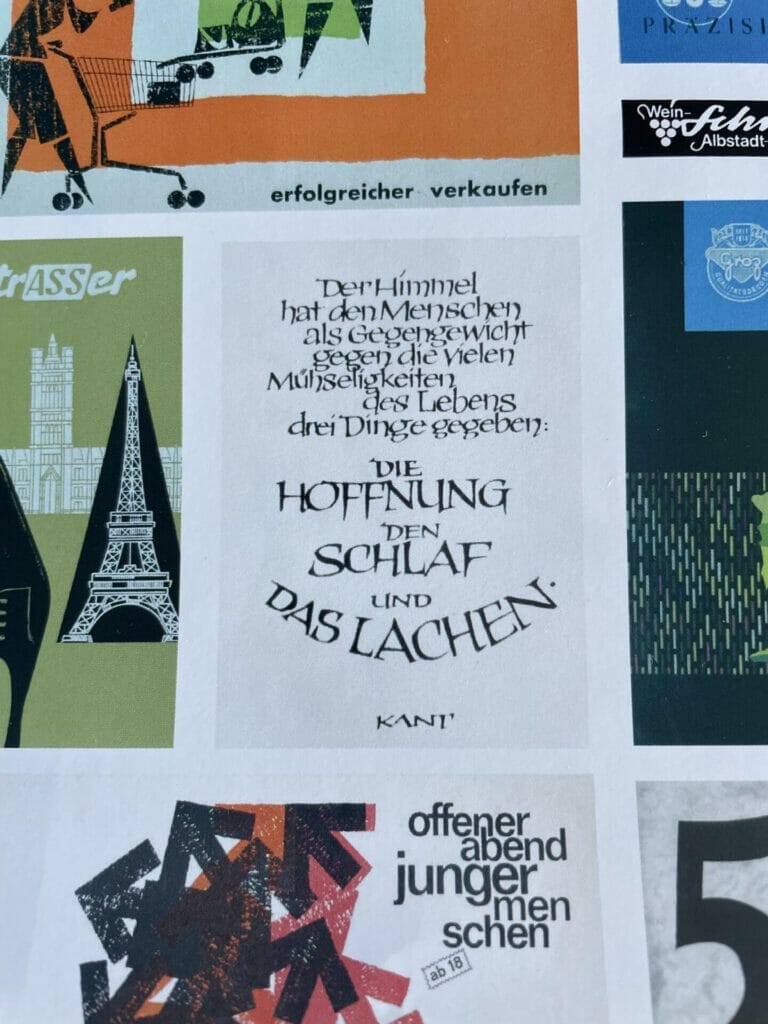 erfolgreicher verkaufen
PRÄZISI
Wein-
Albstadt-
trASSer
SEIT
Groz
Der Himmel
hat den Menschen
als Gegengewicht
gegen die vielen
Mühseligkeiten
des Lebens
drei Dinge gegeben:
DIE
HOFFNUNG
DEN
SCHLAF
UND
DAS LACHEN.
KANT
offener
abend
junger
men
schen
ab 18
5